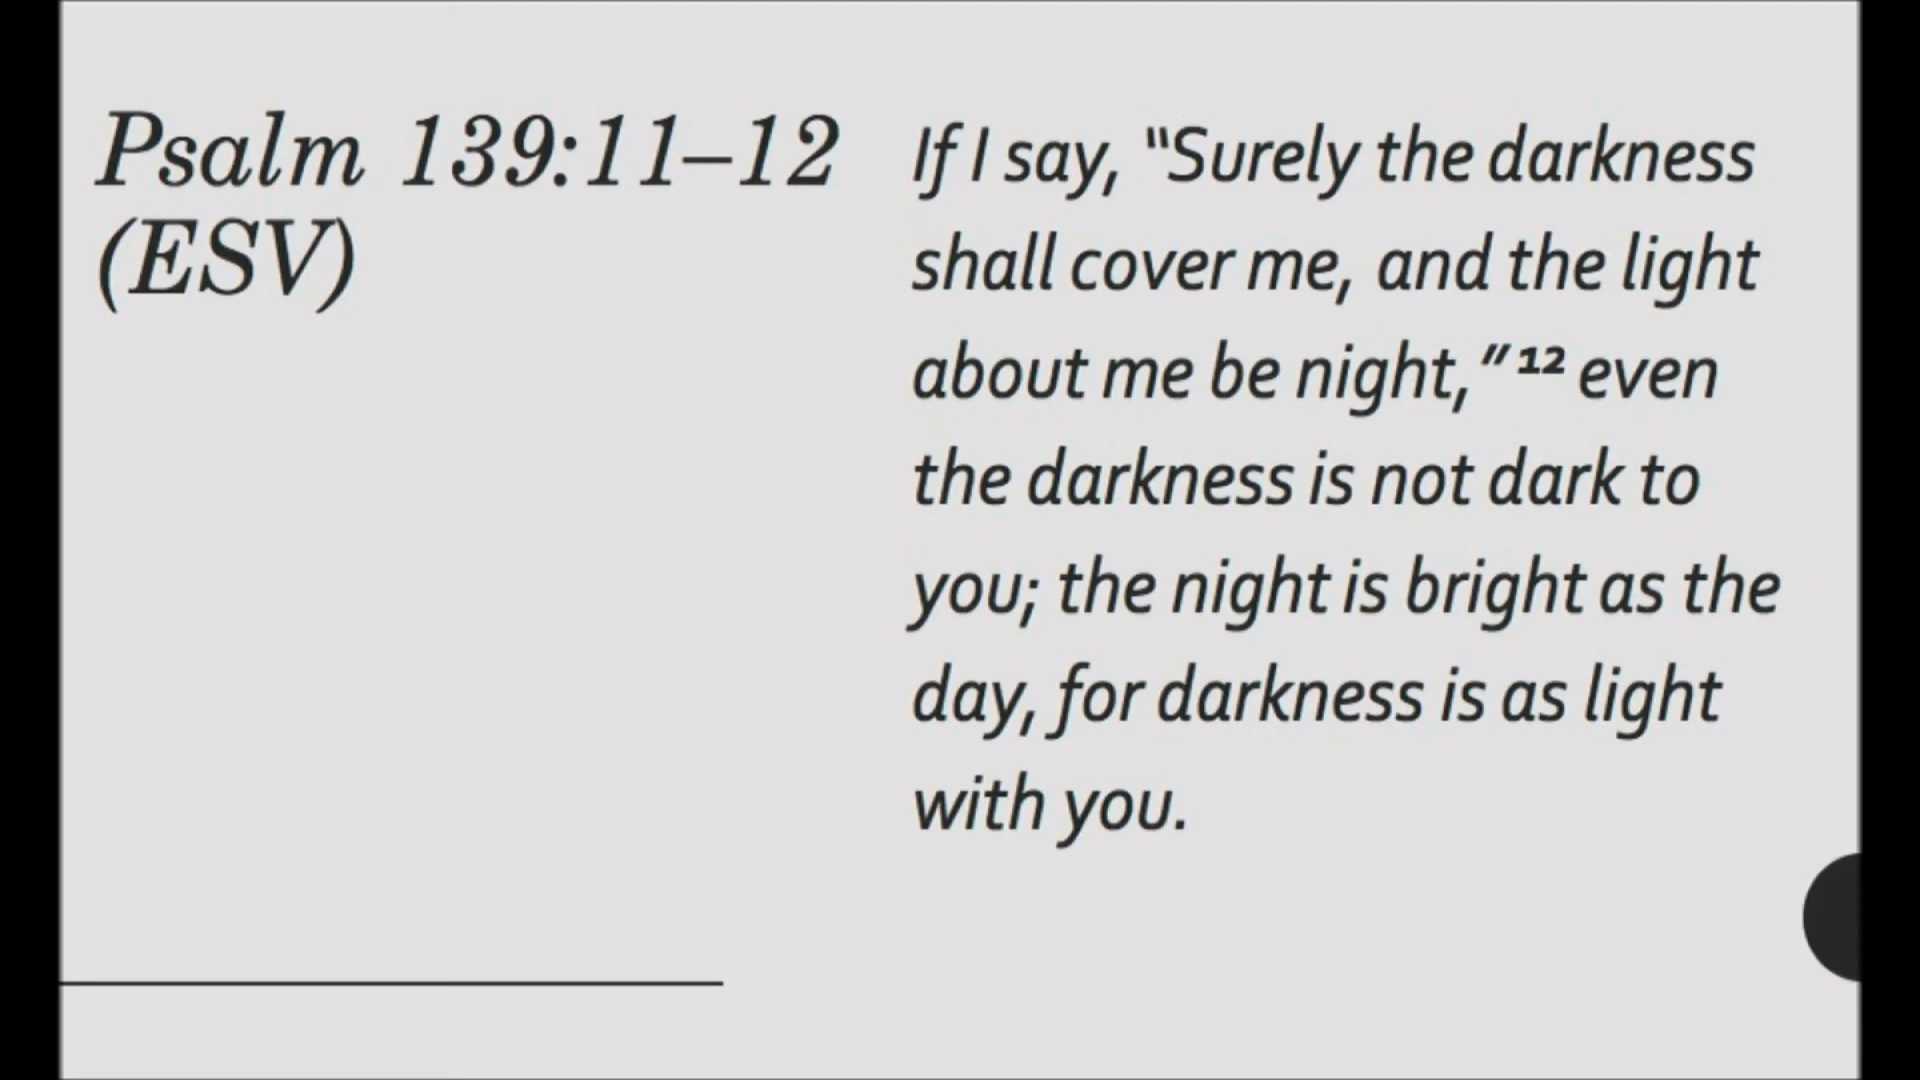 Psalm 139:11–12
(ESV)
If I say, “Surely the darkness
shall cover me, and the light
about me be night,” 12 even
the darkness is not dark to
you; the night is bright as the
day, for darkness is as light
with you.